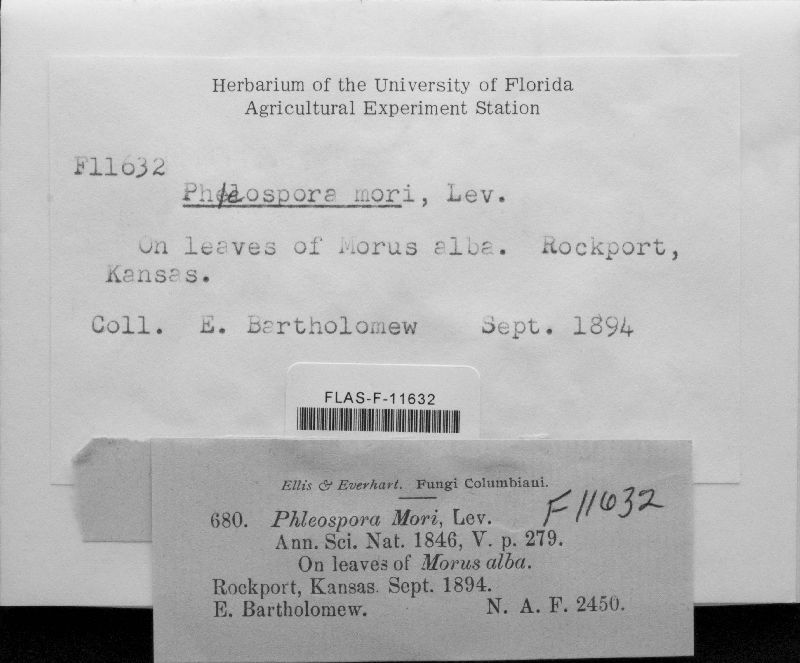 Herbarium of the University of Florida
Agricultural Experiment Station
F11632
Phleospora mori, Lev.
On leaves of Morus alba. Rockport,
Kansas.
Coll. E. Bartholomew Sept. 1894
FLAS-F-11632
Ellis & Everhart. Fungi Columbiani.
F11632
680. Phleospora Mori, Lev.
Ann. Sci. Nat. 1846, V. p. 279.
On leaves of Morus alba.
Rockport, Kansas. Sept. 1894.
E. Bartholomew. N. A. F. 2450.